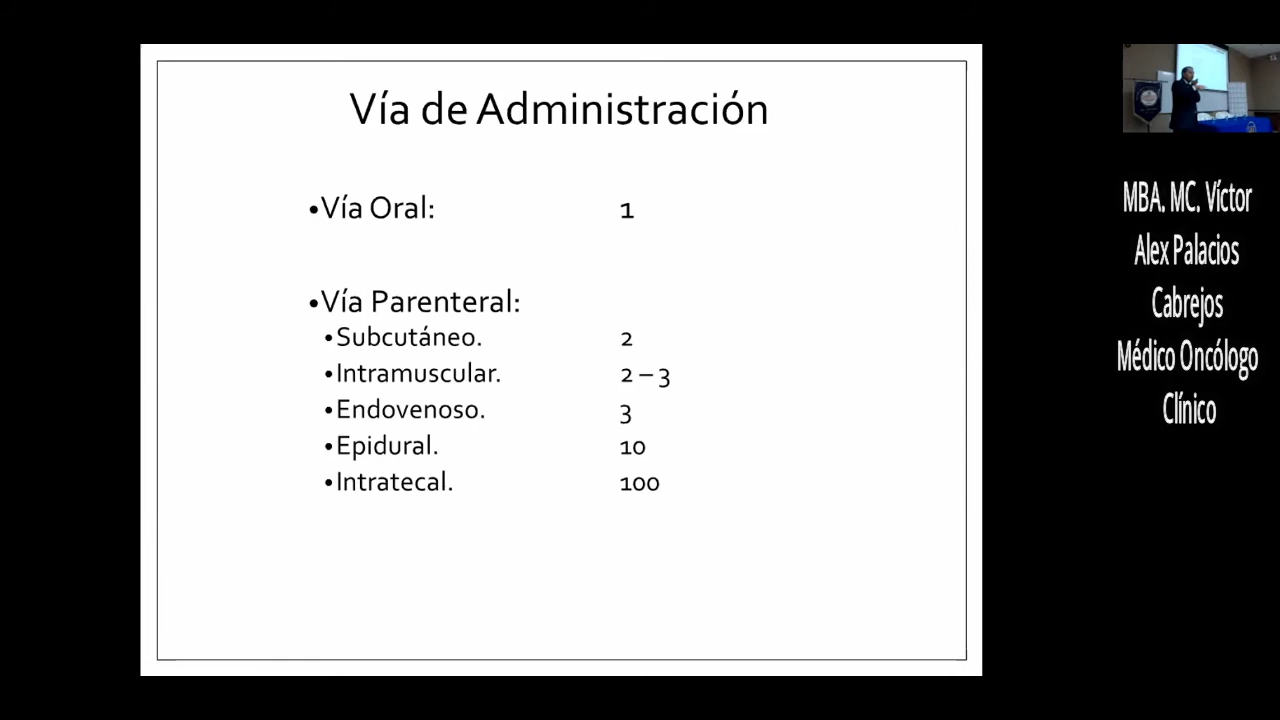 Vía de Administración
•Vía Oral: 1
•Vía Parenteral:
•Subcutáneo. 2
•Intramuscular. 2 – 3
•Endovenoso. 3
•Epidural. 10
•Intratecal. 100
MBA. MC. Víctor
Alex Palacios
Cabrejos
Médico Oncólogo
Clínico